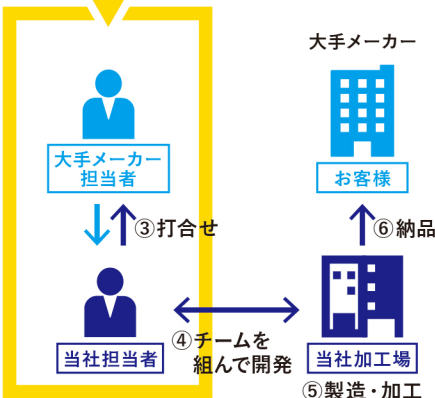 大手メーカー
大手メーカー
担当者
お客様
③打合せ
⑥納品
④チームを
組んで開発
当社担当者
当社加工場
⑤製造・加工